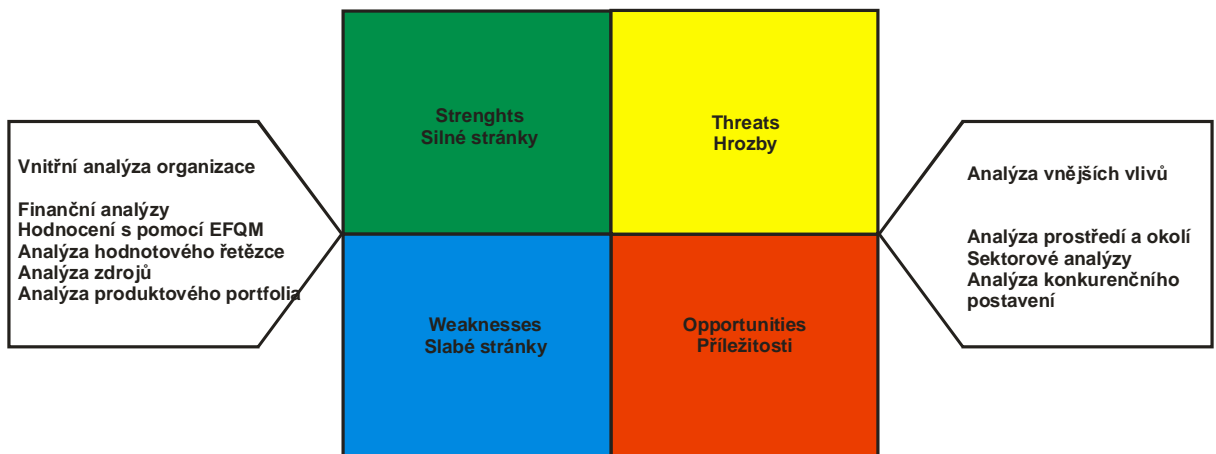 Vnitřní analýza organizace
Finanční analýzy
Hodnocení s pomocí EFQM
Analýza hodnotového řetězce
Analýza zdrojů
Analýza produktového portfolia
Strenghts
Silné stránky
Threats
Hrozby
Weaknesses
Slabé stránky
Opportunities
Příležitosti
Analýza vnějších vlivů
Analýza prostředí a okolí
Sektorové analýzy
Analýza konkurenčního
postavení